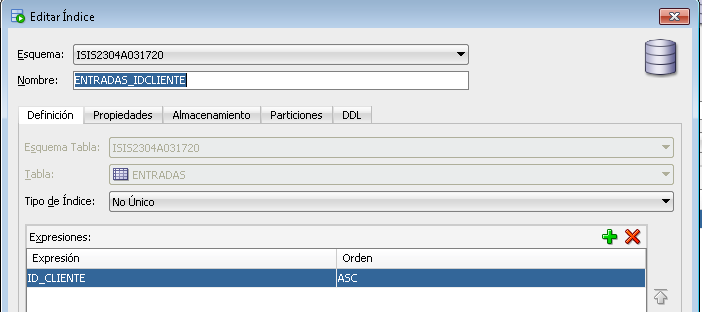 Editar Índice
Esquema: ISIS2304A031720
Nombre: ENTRADAS_IDCLIENTE
Definición Propiedades Almacenamiento Particiones DDL
Esquema Tabla: ISIS2304A031720
Tabla: ENTRADAS
Tipo de Índice: No Único
Expresiones:
Expresión Orden
ID_CLIENTE ASC